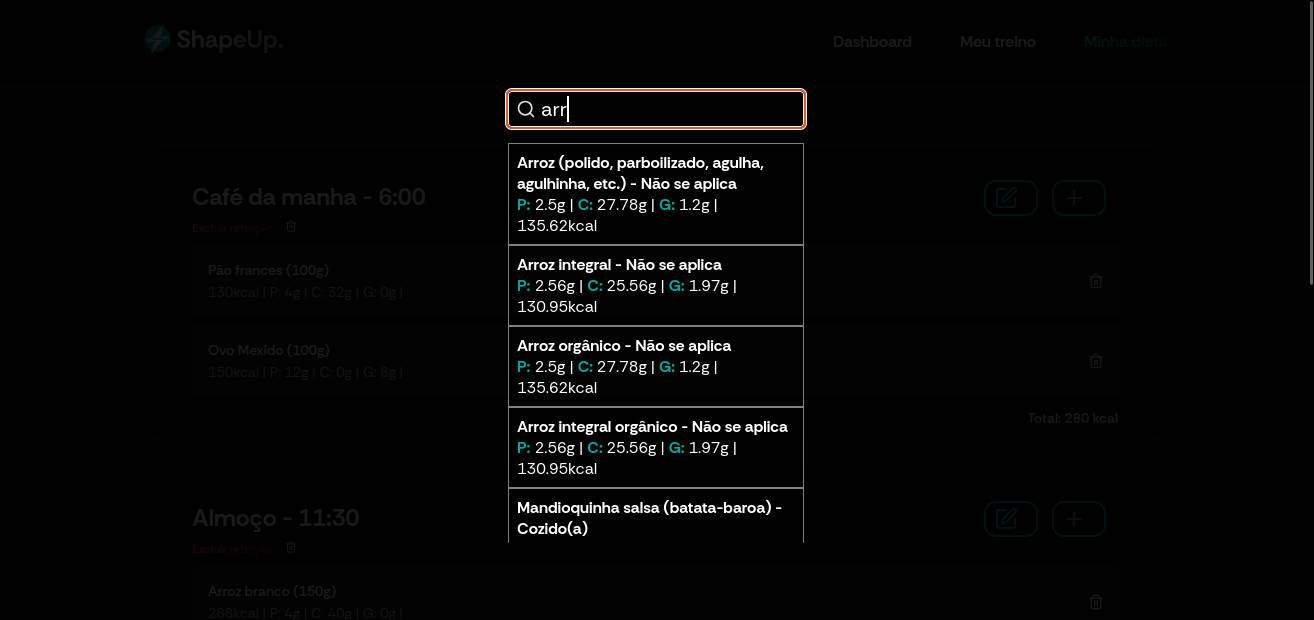 ShapeUp.
Dashboard
Meu treino
Minha dieta
arr
Arroz (polido, parboilizado, agulha,
agulhinha, etc.) - Não se aplica
P: 2.5g | C: 27.78g | G: 1.2g |
135.62kcal
Arroz integral - Não se aplica
P: 2.56g | C: 25.56g | G: 1.97g |
130.95kcal
Arroz orgânico - Não se aplica
P: 2.5g | C: 27.78g | G: 1.2g |
135.62kcal
Arroz integral orgânico - Não se aplica
P: 2.56g | C: 25.56g | G: 1.97g |
130.95kcal
Mandioquinha salsa (batata-baroa) -
Cozido(a)
Café da manha - 6:00
Excluir refeição
Pão frances (100g)
130kcal | P: 4g | C: 32g | G: 0g |
Ovo Mexido (100g)
150kcal | P: 12g | C: 0g | G: 8g |
Total: 280 kcal
Almoço - 11:30
Excluir refeição
Arroz branco (150g)
288kcal | P: 4g | C: 40g | G: 0g |